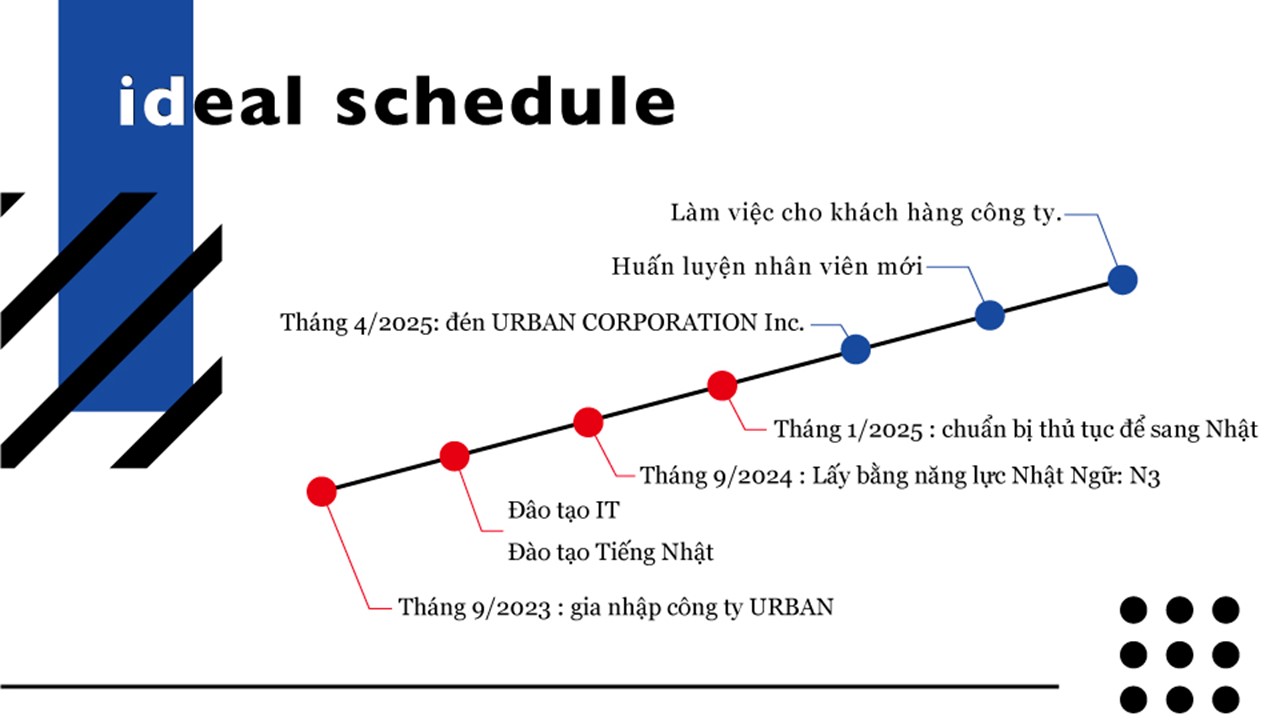 ideal schedule
Làm việc cho khách hàng công ty.
Huấn luyện nhân viên mới
Tháng 4/2025: đén URBAN CORPORATION Inc.
Tháng 1/2025 : chuẩn bị thủ tục để sang Nhật
Tháng 9/2024 : Lấy bằng năng lực Nhật Ngữ: N3
Đâo tạo IT
Đào tạo Tiếng Nhật
Tháng 9/2023 : gia nhập công ty URBAN